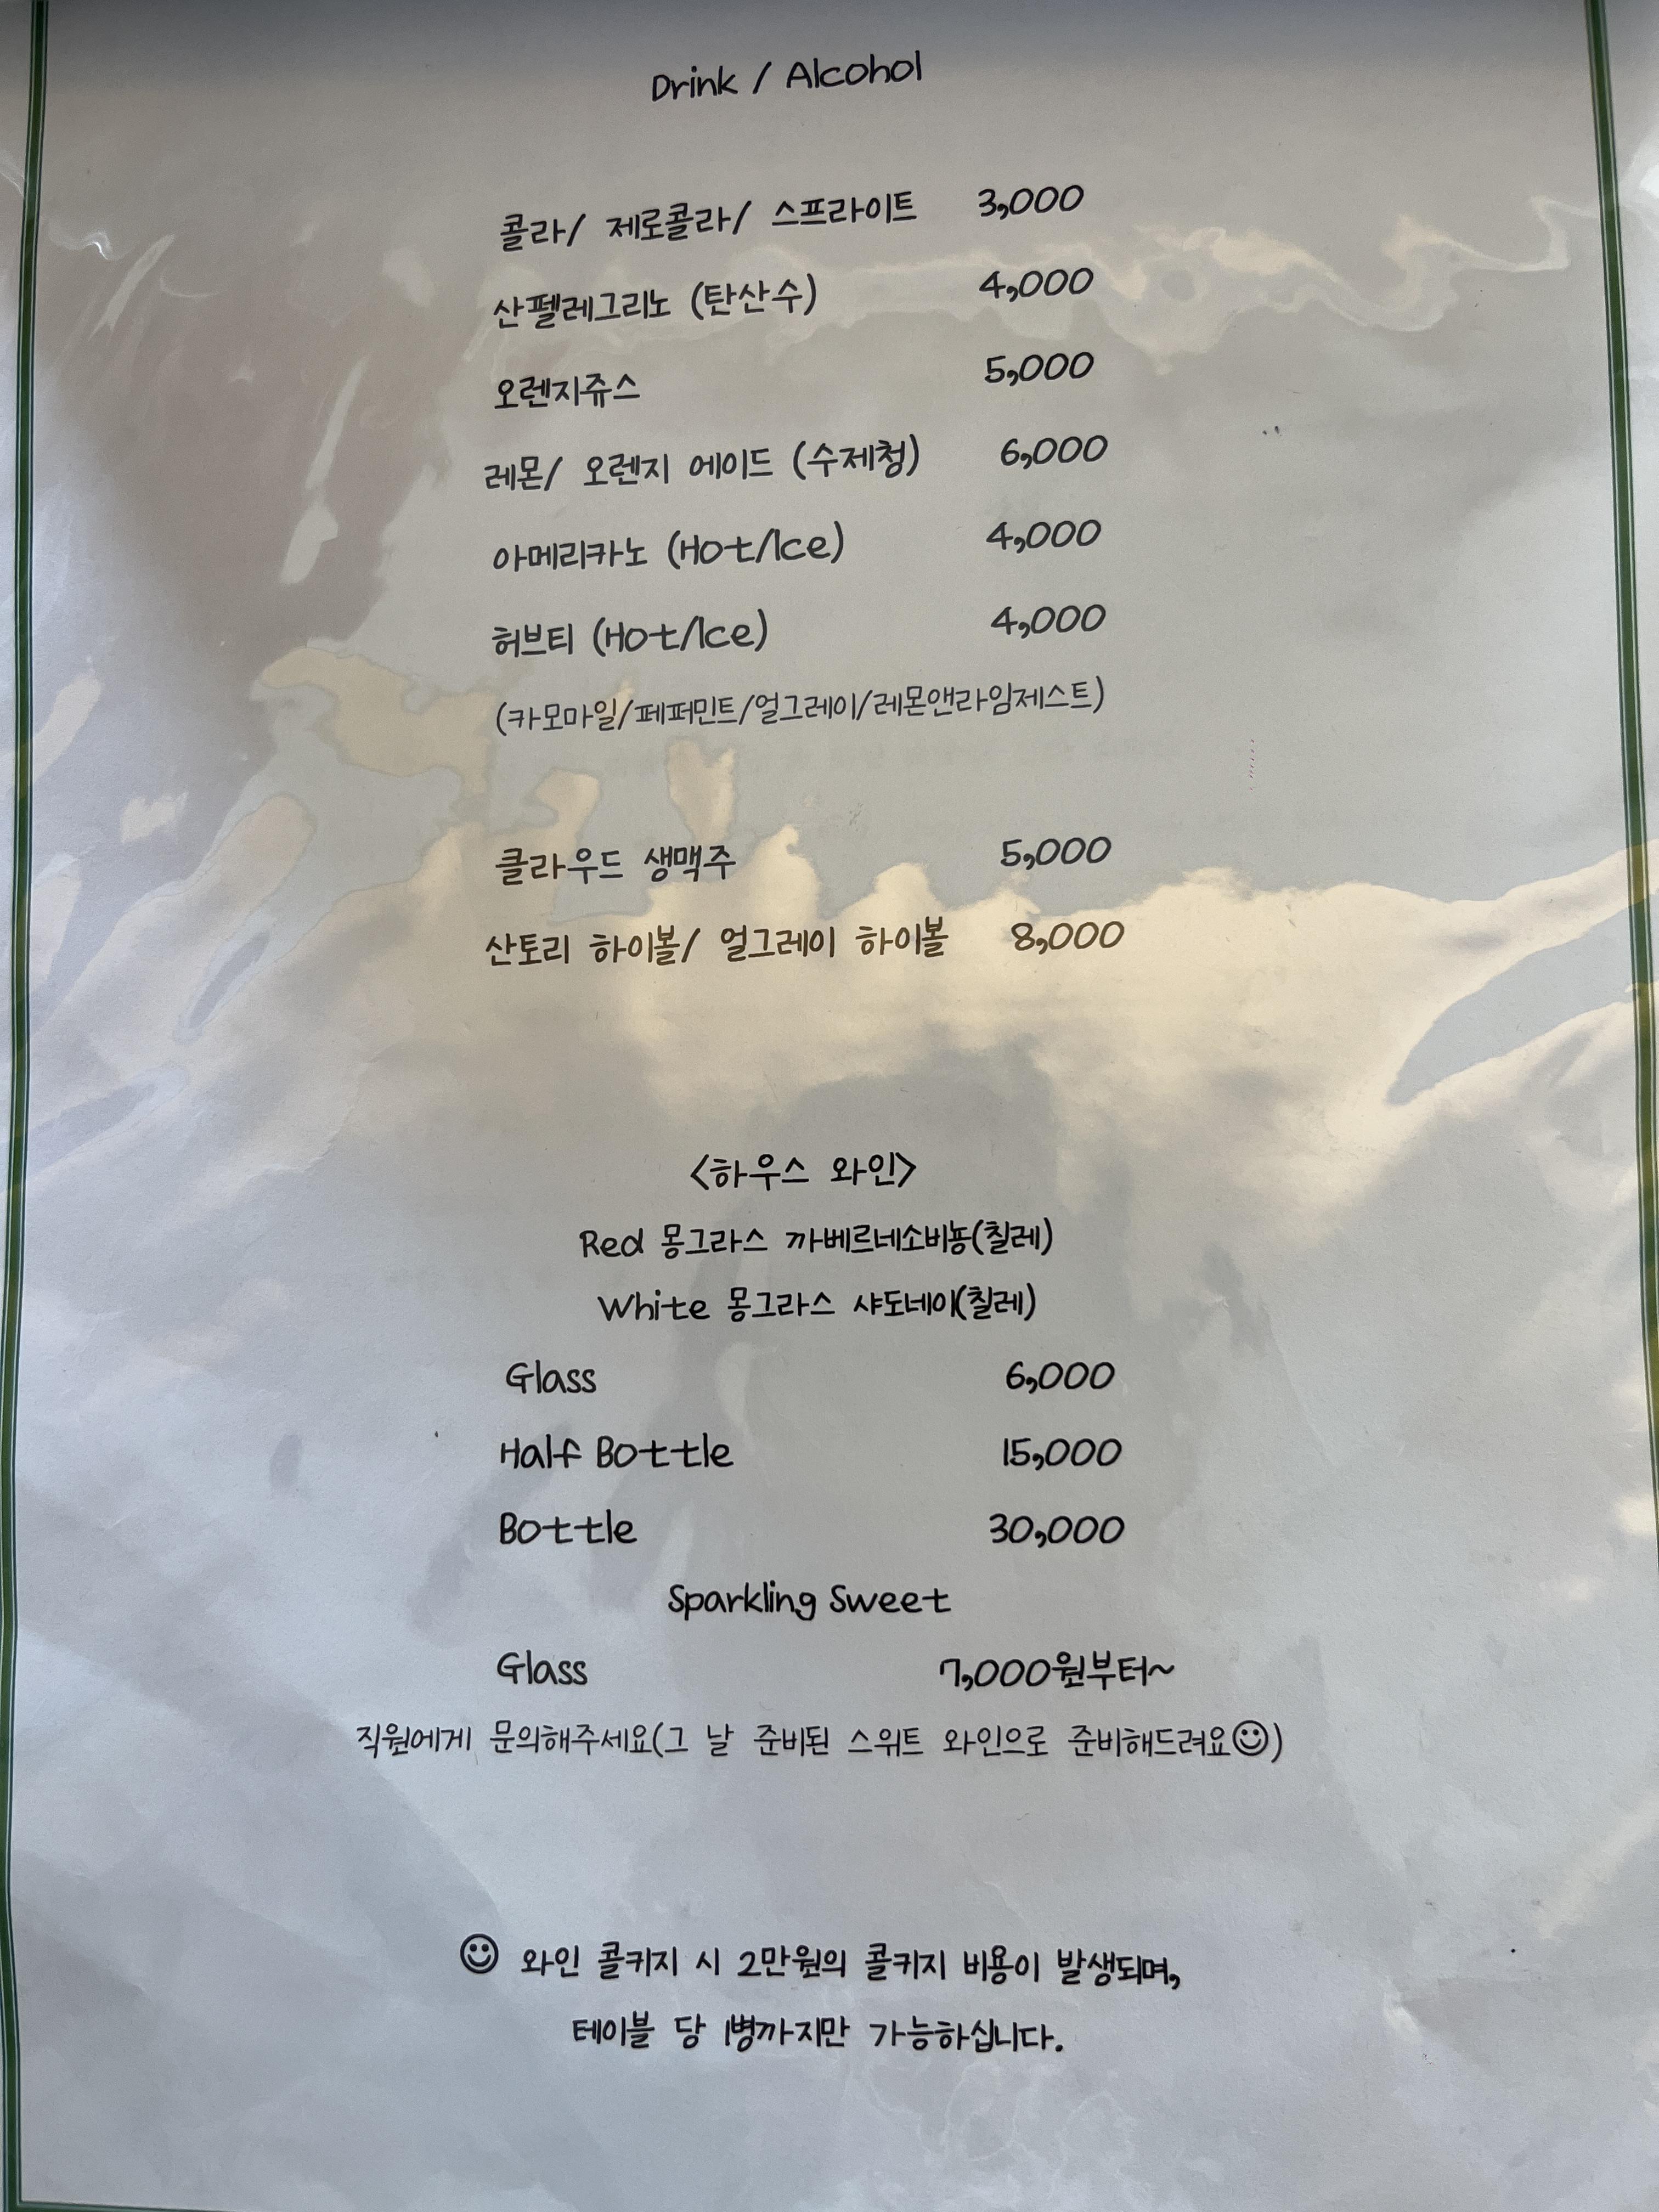 Drink / Alcohol
콜라/ 제로콜라/ 스프라이트 3,000
산펠레그리노 (탄산수) 4,000
오렌지쥬스 5,000
레몬/ 오렌지 에이드 (수제청) 6,000
아메리카노 (Hot/Ice) 4,000
허브티 (Hot/Ice) 4,000
(카모마일/페퍼민트/얼그레이/레몬앤라임제스트)
클라우드 생맥주 5,000
산토리 하이볼/ 얼그레이 하이볼 8,000
<하우스 와인>
Red 몽그라스 까베르네소비뇽(칠레)
White 몽그라스 샤도네이(칠레)
Glass 6,000
Half Bottle 15,000
Bottle 30,000
Sparkling Sweet
Glass 7,000원부터~
직원에게 문의해주세요(그 날 준비된 스위트 와인으로 준비해드려요☺)
☺ 와인 콜키지 시 2만원의 콜키지 비용이 발생되며,
테이블 당 1병까지만 가능하십니다.